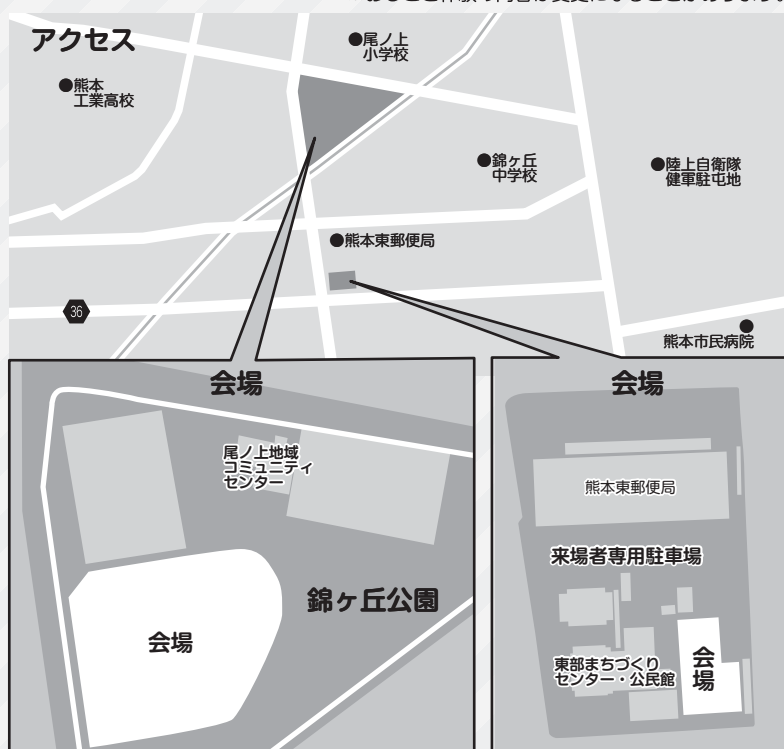 アクセス
●尾ノ上
小学校
●熊本
工業高校
●錦ヶ丘
中学校
●陸上自衛隊
健軍駐屯地
●熊本東郵便局
36
熊本市民病院
会場
尾ノ上地域
コミュニティ
センター
錦ヶ丘公園
会場
会場
熊本東郵便局
来場者専用駐車場
東部まちづくり
センター・公民館
会場